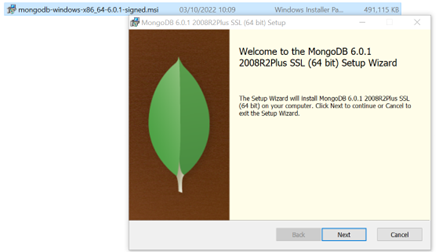 mongodb-windows-x86_64-6.0.1-signed.msi 03/10/2022 10:09 Windows Installer Pa... 491.115 KB
MongoDB 6.0.1 2008R2Plus SSL (64 bit) Setup
Welcome to the MongoDB 6.0.1
2008R2Plus SSL (64 bit) Setup Wizard
The Setup Wizard will install MongoDB 6.0.1 2008R2Plus SSL
(64 bit) on your computer. Click Next to continue or Cancel to
exit the Setup Wizard.
Back Next Cancel